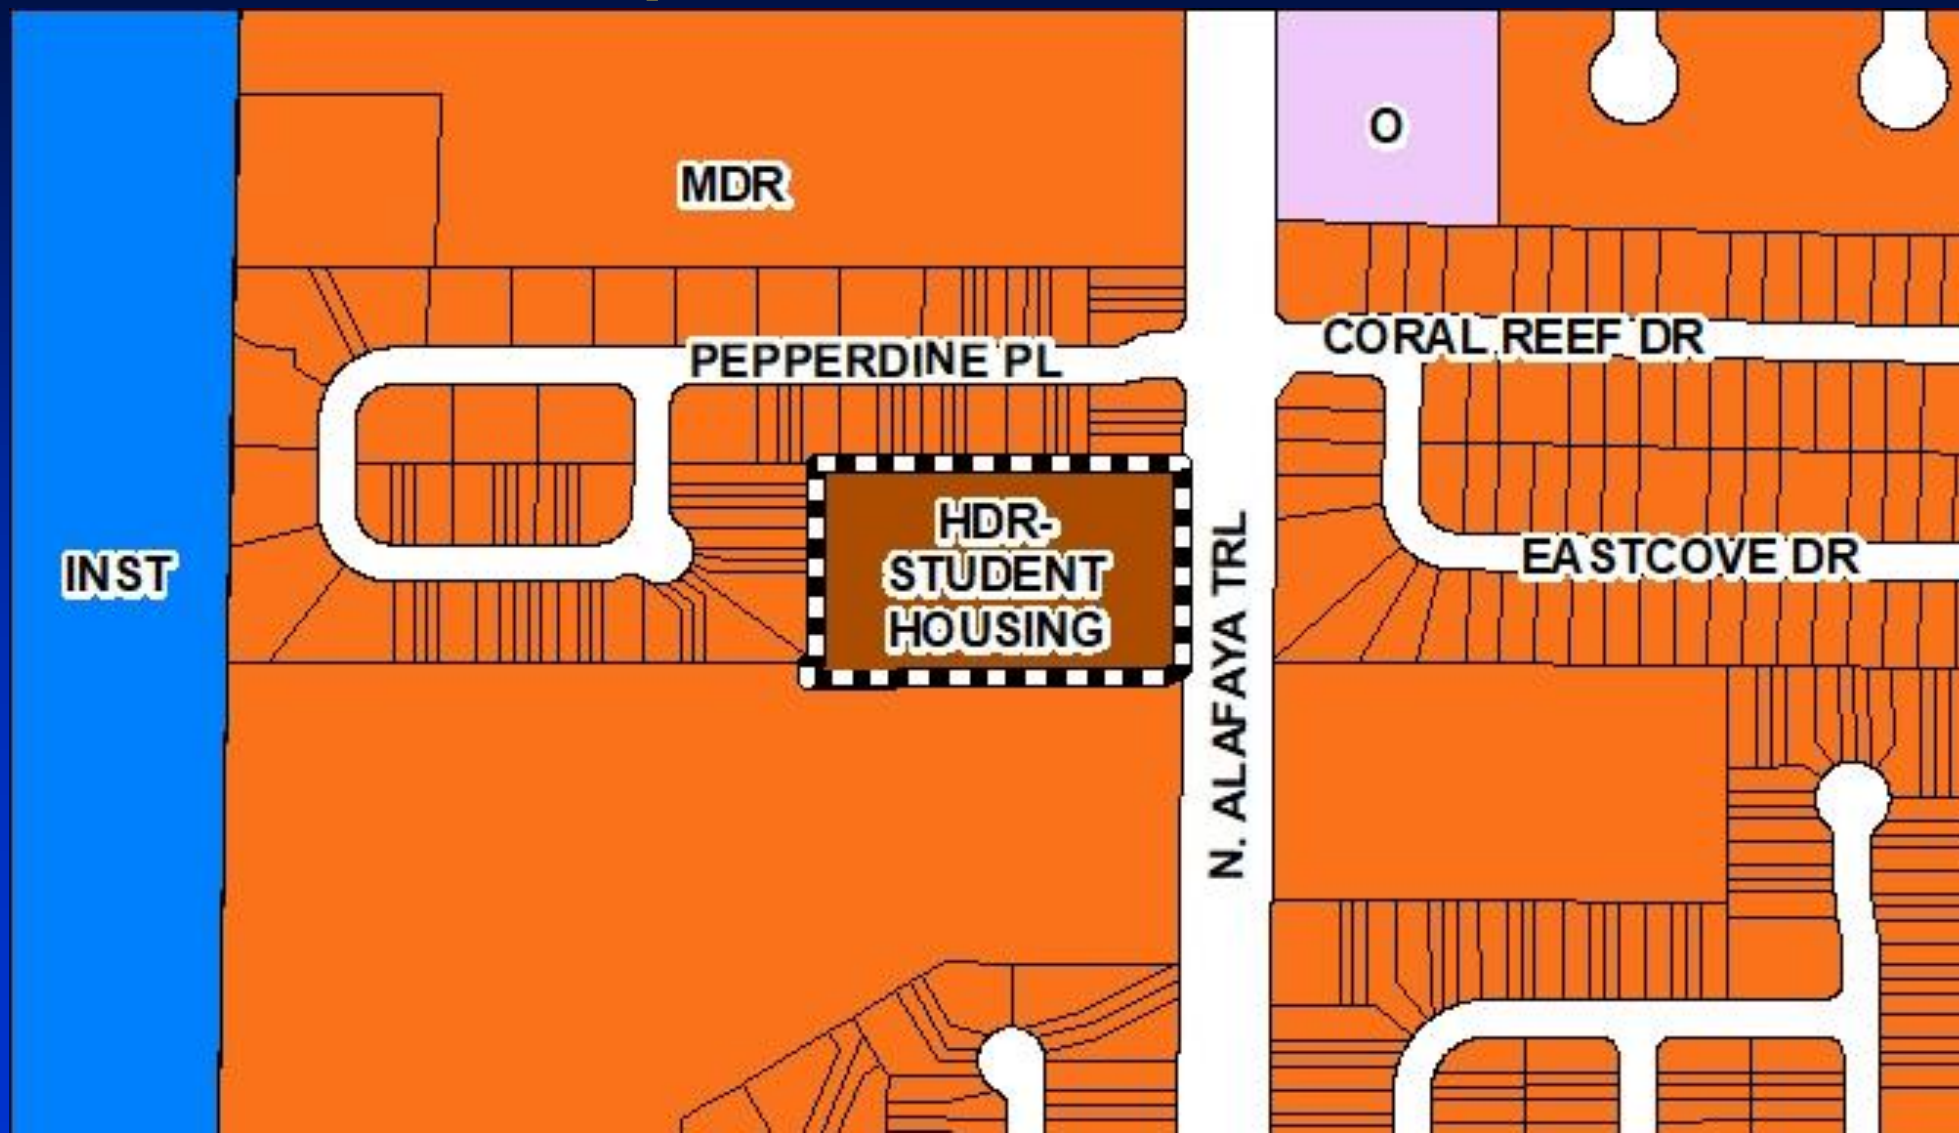 O
MDR
CORAL REEF DR
PEPPERDINE PL
HDR-
STUDENT
HOUSING
EASTCOVE DR
INST
N. ALAFAYA TRL